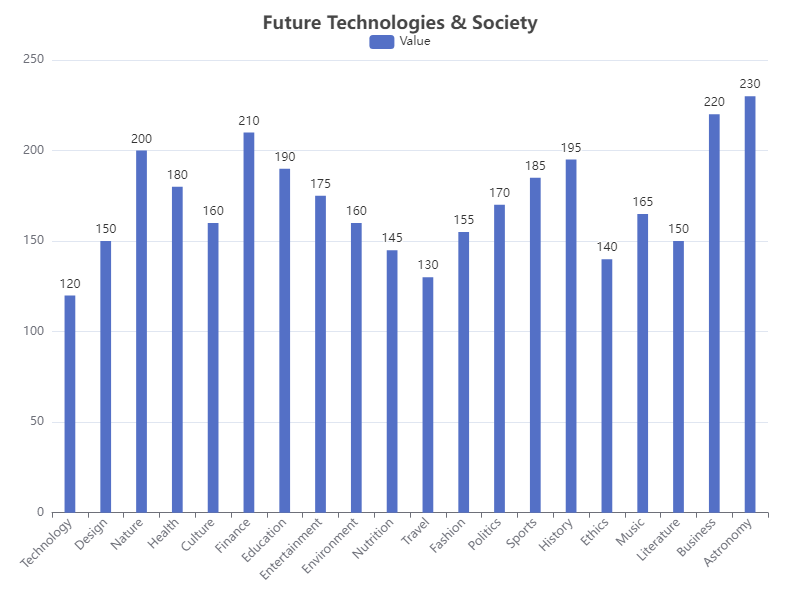 Future Technologies & Society
Value
250
200
150
100
50
0
120
150
200
180
160
210
190
175
160
145
130
155
170
185
195
140
165
150
220
230
Technology
Design
Nature
Health
Culture
Finance
Education
Entertainment
Environment
Nutrition
Travel
Fashion
Politics
Sports
History
Ethics
Music
Literature
Business
Astronomy